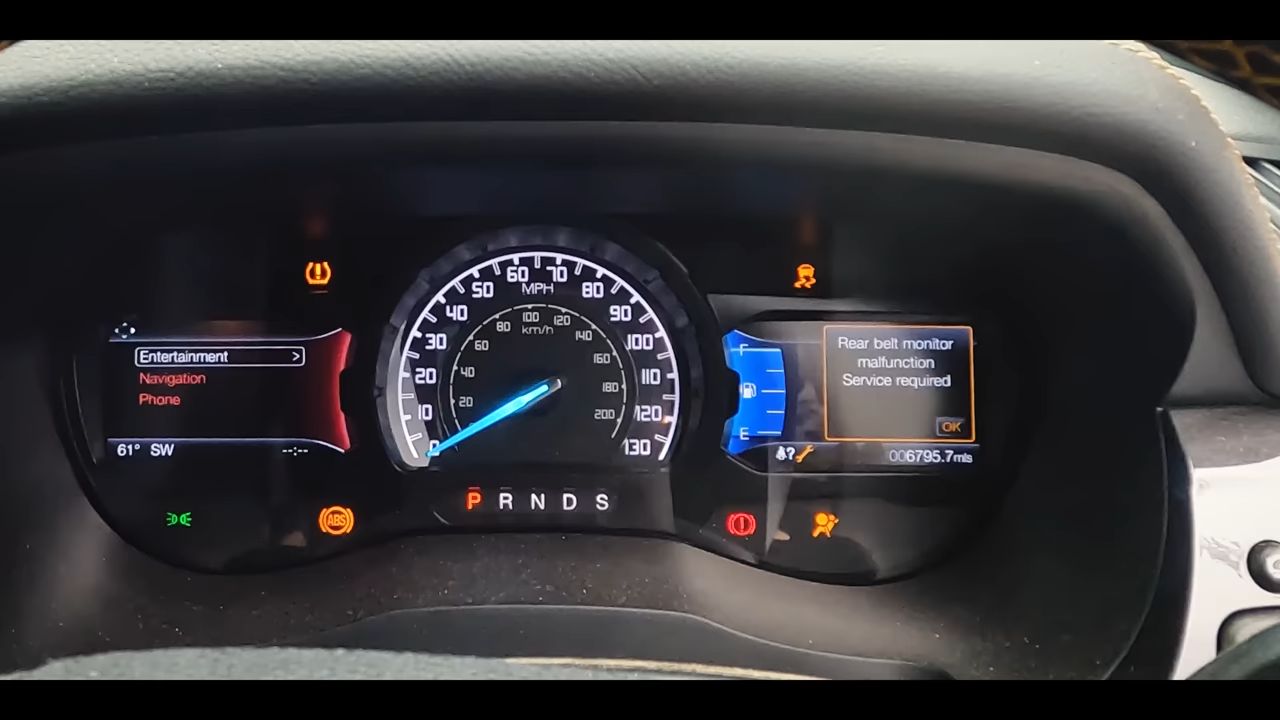 Entertainment >
Navigation
Phone
61° SW
--:--
0
10
20
30
40
50
60
70
80
90
100
110
120
130
MPH
20
40
60
80
100
120
140
160
180
200
km/h
P R N D S
ABS
F
E
Rear belt monitor
malfunction
Service required
OK
006795.7mls